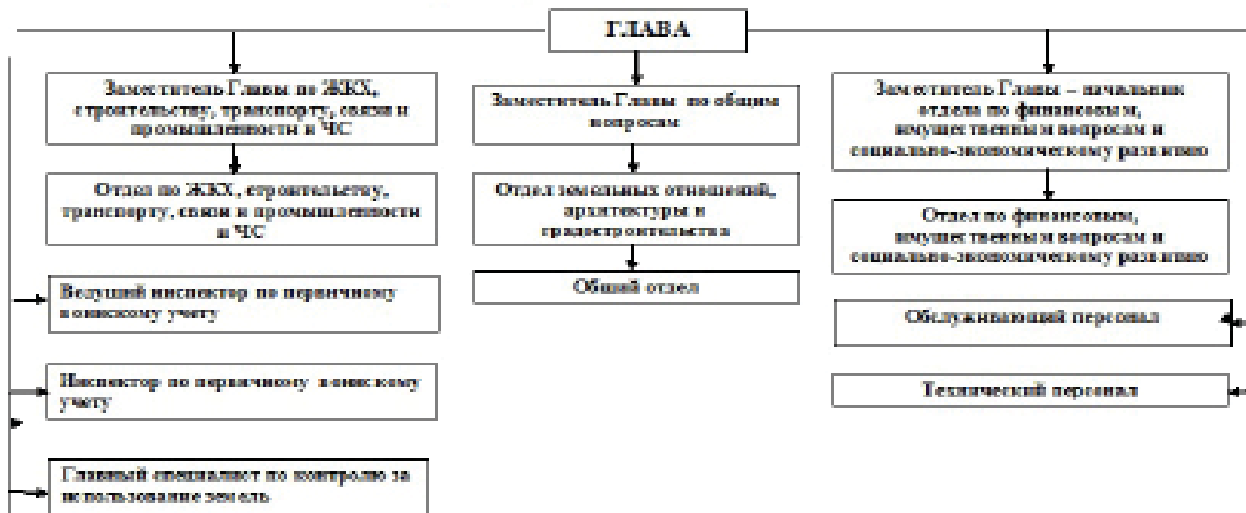 ГЛАВА
Заместитель Главы по ЖКХ,
строительству, транспорту, связи и
промышленности и ЧС
Отдел по ЖКХ, строительству,
транспорту, связи и промышленности
и ЧС
Ведущий инспектор по первичному
воинскому учету
Инспектор по первичному воинскому
учету
Главный специалист по контролю за
использование земель
Заместитель Главы по общим
вопросам
Отдел земельных отношений,
архитектуры и
градостроительства
Общий отдел
Заместитель Главы – начальник
отдела по финансовым,
имущественным вопросам и
социально-экономическому развитию
Отдел по финансовым,
имущественным вопросам и
социально-экономическому развитию
Обслуживающий персонал
Технический персонал